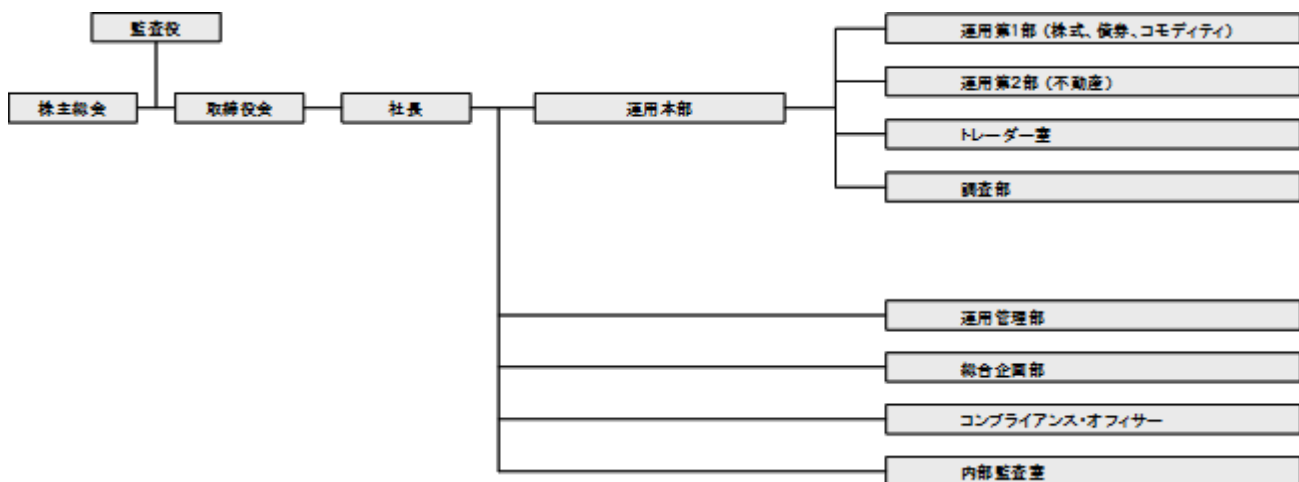 監査役
株主総会
取締役会
社長
運用本部
運用第1部（株式、債券、コモディティ）
運用第2部（不動産）
トレーダー室
調査部
運用管理部
総合企画部
コンプライアンス・オフィサー
内部監査室